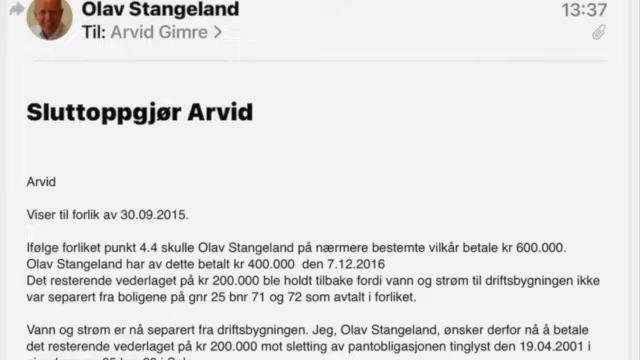 Olav Stangeland
13:37
Til: Arvid Gimre >
Sluttoppgjør Arvid
Arvid
Viser til forlik av 30.09.2015.
Ifølge forliket punkt 4.4 skulle Olav Stangeland på nærmere bestemte vilkår betale kr 600.000.
Olav Stangeland har av dette betalt kr 400.000 den 7.12.2016
Det resterende vederlaget på kr 200.000 ble holdt tilbake fordi vann og strøm til driftsbygningen ikke
var separert fra boligene på gnr 25 bnr 71 og 72 som avtalt i forliket.
Vann og strøm er nå separert fra driftsbygningen. Jeg, Olav Stangeland, ønsker derfor nå å betale
det resterende vederlaget på kr 200.000 mot sletting av pantobligasjonen tinglyst den 19.04.2001 i